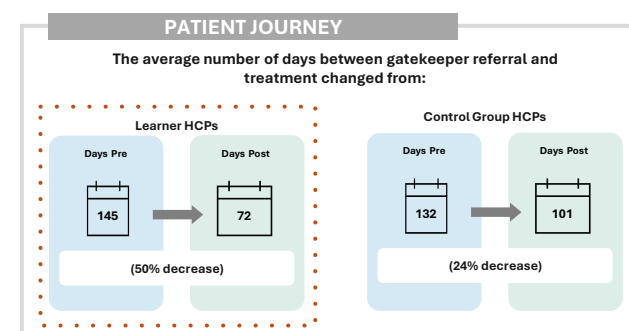 PATIENT JOURNEY
The average number of days between gatekeeper referral and
treatment changed from:
Learner HCPs
Days Pre
Days Post
145
72
(50% decrease)
Control Group HCPs
Days Pre
Days Post
132
101
(24% decrease)